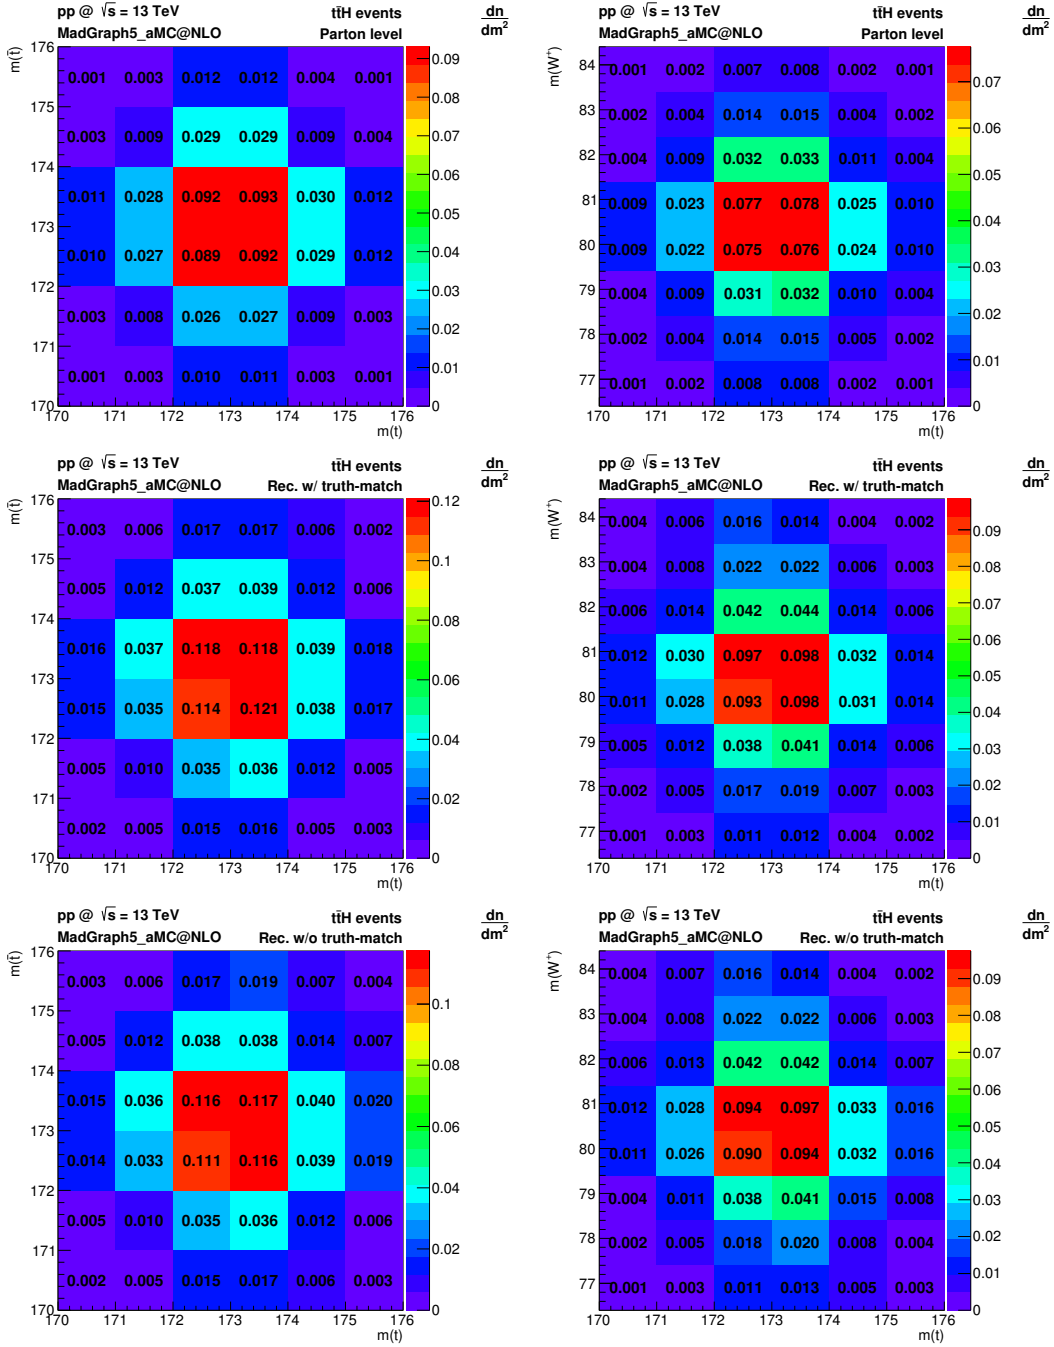 pp @ √s = 13 TeV
tt̄H events
MadGraph5_aMC@NLO
Parton level
dn
dm²
m(t̄)
176
0.001 0.003 0.012 0.012 0.004 0.001
175
0.003 0.009 0.029 0.029 0.009 0.004
174
0.011 0.028 0.092 0.093 0.030 0.012
173
0.010 0.027 0.089 0.092 0.029 0.012
172
0.003 0.008 0.026 0.027 0.009 0.003
171
0.001 0.003 0.010 0.011 0.003 0.001
170
170 171 172 173 174 175 176
m(t)
0.09
0.08
0.07
0.06
0.05
0.04
0.03
0.02
0.01
0
pp @ √s = 13 TeV
tt̄H events
MadGraph5_aMC@NLO
Parton level
dn
dm²
m(W⁺)
84 0.001 0.002 0.007 0.008 0.002 0.001
83 0.002 0.004 0.014 0.015 0.004 0.002
82 0.004 0.009 0.032 0.033 0.011 0.004
81 0.009 0.023 0.077 0.078 0.025 0.010
80 0.009 0.022 0.075 0.076 0.024 0.010
79 0.004 0.009 0.031 0.032 0.010 0.004
78 0.002 0.004 0.014 0.015 0.005 0.002
77 0.001 0.002 0.008 0.008 0.002 0.001
170 171 172 173 174 175 176
m(t)
0.07
0.06
0.05
0.04
0.03
0.02
0.01
0
pp @ √s = 13 TeV
tt̄H events
MadGraph5_aMC@NLO
Rec. w/ truth-match
dn
dm²
m(t̄)
176
0.003 0.006 0.017 0.017 0.006 0.002
175
0.005 0.012 0.037 0.039 0.012 0.006
174
0.016 0.037 0.118 0.118 0.039 0.018
173
0.015 0.035 0.114 0.121 0.038 0.017
172
0.005 0.010 0.035 0.036 0.012 0.005
171
0.002 0.005 0.015 0.016 0.005 0.003
170
170 171 172 173 174 175 176
m(t)
0.12
0.1
0.08
0.06
0.04
0.02
0
pp @ √s = 13 TeV
tt̄H events
MadGraph5_aMC@NLO
Rec. w/ truth-match
dn
dm²
m(W⁺)
84 0.004 0.006 0.016 0.014 0.004 0.002
83 0.004 0.008 0.022 0.022 0.006 0.003
82 0.006 0.014 0.042 0.044 0.014 0.006
81 0.012 0.030 0.097 0.098 0.032 0.014
80 0.011 0.028 0.093 0.098 0.031 0.014
79 0.005 0.012 0.038 0.041 0.014 0.006
78 0.002 0.005 0.017 0.019 0.007 0.003
77 0.001 0.003 0.011 0.012 0.004 0.002
170 171 172 173 174 175 176
m(t)
0.09
0.08
0.07
0.06
0.05
0.04
0.03
0.02
0.01
0
pp @ √s = 13 TeV
tt̄H events
MadGraph5_aMC@NLO
Rec. w/o truth-match
dn
dm²
m(t̄)
176
0.003 0.006 0.017 0.019 0.007 0.004
175
0.005 0.012 0.038 0.038 0.014 0.007
174
0.015 0.036 0.116 0.117 0.040 0.020
173
0.014 0.033 0.111 0.116 0.039 0.019
172
0.005 0.010 0.035 0.036 0.012 0.006
171
0.002 0.005 0.015 0.017 0.006 0.003
170
170 171 172 173 174 175 176
m(t)
0.1
0.08
0.06
0.04
0.02
0
pp @ √s = 13 TeV
tt̄H events
MadGraph5_aMC@NLO
Rec. w/o truth-match
dn
dm²
m(W⁺)
84 0.004 0.007 0.016 0.014 0.004 0.002
83 0.004 0.008 0.022 0.022 0.006 0.003
82 0.006 0.013 0.042 0.042 0.014 0.007
81 0.012 0.028 0.094 0.097 0.033 0.016
80 0.011 0.026 0.090 0.094 0.032 0.016
79 0.004 0.011 0.038 0.041 0.015 0.008
78 0.002 0.005 0.018 0.020 0.008 0.004
77 0.001 0.003 0.011 0.013 0.005 0.003
170 171 172 173 174 175 176
m(t)
0.09
0.08
0.07
0.06
0.05
0.04
0.03
0.02
0.01
0